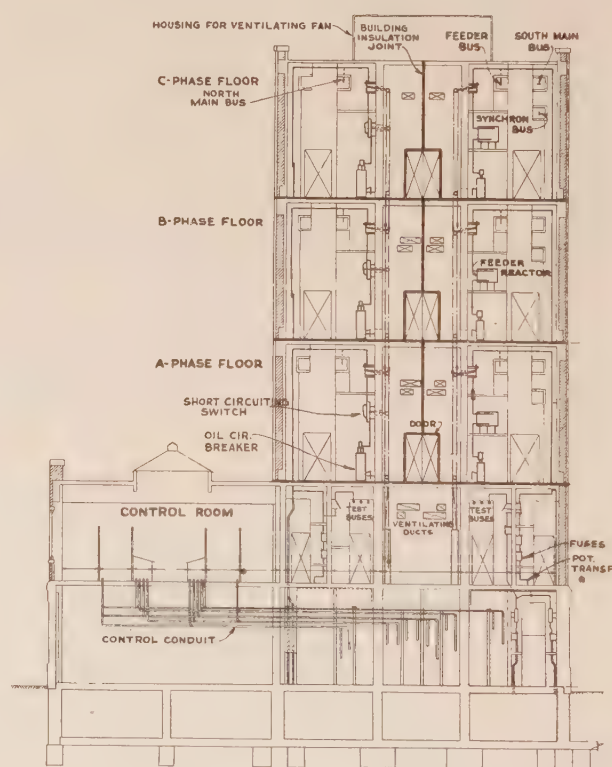 HOUSING FOR VENTILATING FAN
BUILDING
INSULATION
JOINT
FEEDER
BUS
SOUTH MAIN
BUS
C-PHASE FLOOR
NORTH
MAIN BUS
SYNCHRON
BUS
B-PHASE FLOOR
FEEDER
REACTOR
A-PHASE FLOOR
SHORT CIRCUITING
SWITCH
OIL CIR.
BREAKER
DOOR
CONTROL ROOM
TEST
BUSES
VENTILATING
DUCTS
TEST
BUSES
FUSES
POT.
TRANSF
CONTROL CONDUIT